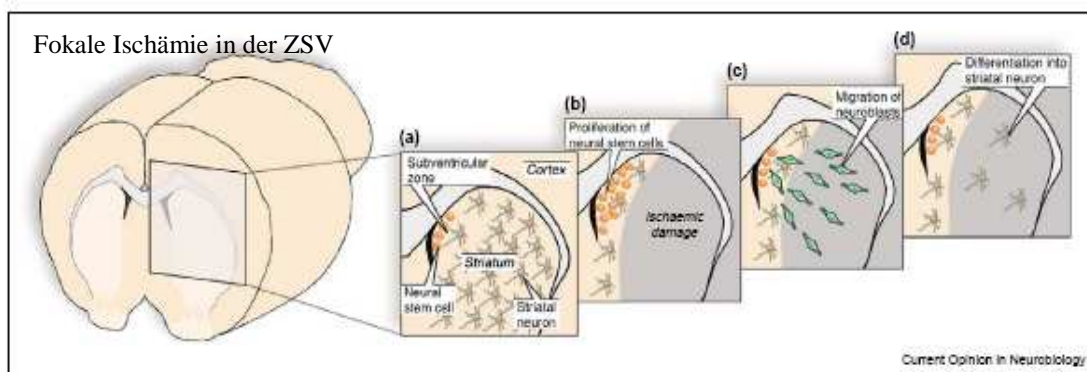 Fokale Ischämie in der ZSV
(a)
Subventricular
zone
Cortex
Striatum
Neural
stem cell
Striatal
neuron
(b)
Proliferation of
neural stem cells
Ischaemic
damage
(c)
Migration of
neuroblasts
(d)
Differentiation into
striatal neuron
Current Opinion in Neurobiology